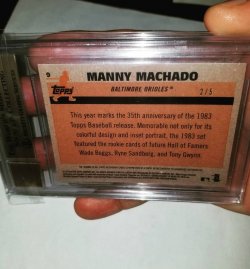 9
topps
MANNY MACHADO
BALTIMORE ORIOLES™
2/5
This year marks the 35th anniversary of the 1983
Topps Baseball release. Memorable not only for its
colorful design and inset portrait, the 1983 set
featured the rookie cards of future Hall of Famers
Wade Boggs, Ryne Sandberg, and Tony Gwynn.